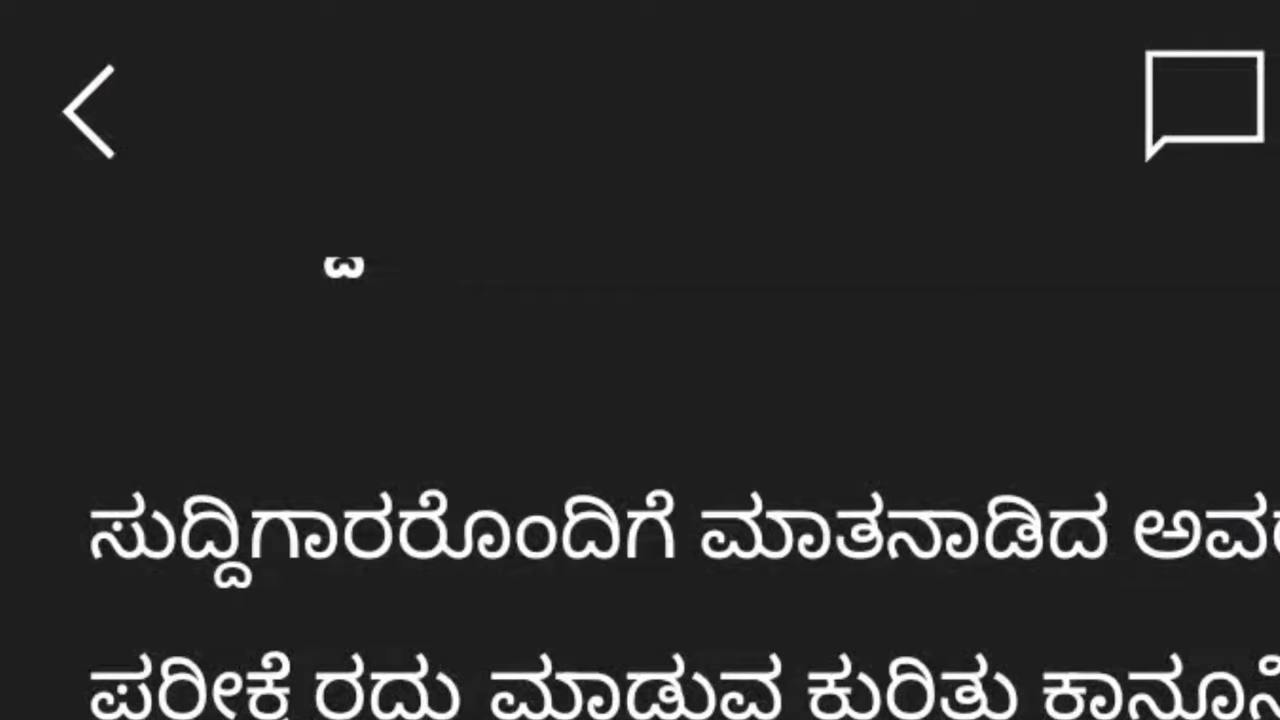 ಸುದ್ದಿಗಾರರೊಂದಿಗೆ ಮಾತನಾಡಿದ
ಪರೀಕ್ಷೆ ರದ್ದು ಮಾಡುವ ಕುರಿತು